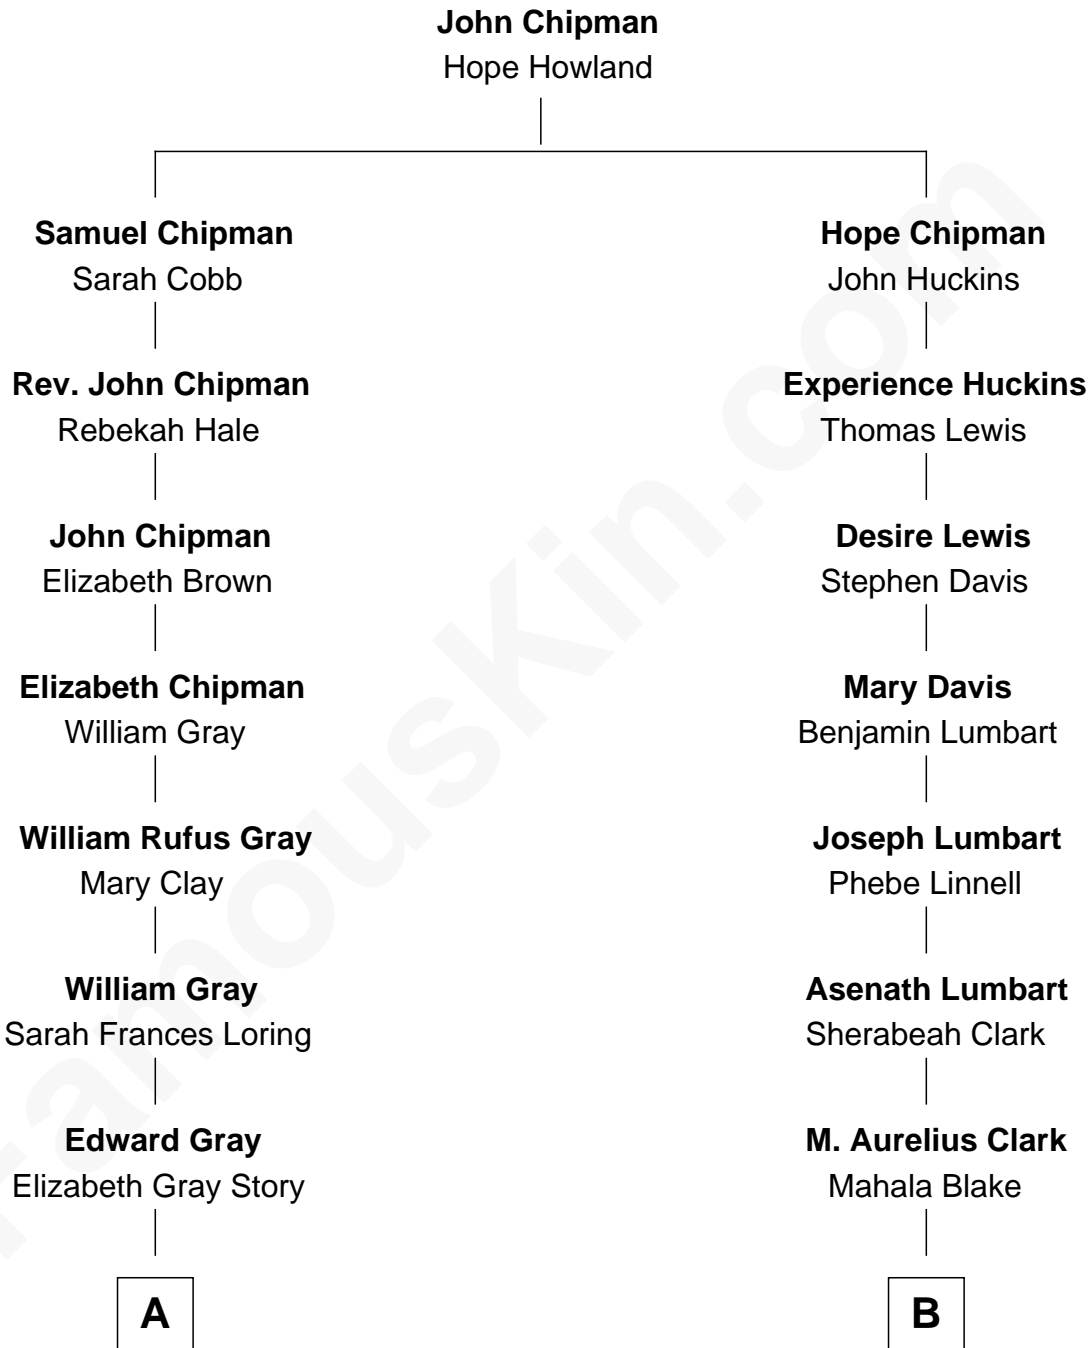 John Chipman
Hope Howland
Samuel Chipman
Sarah Cobb
Hope Chipman
John Huckins
Rev. John Chipman
Rebekah Hale
Experience Huckins
Thomas Lewis
John Chipman
Elizabeth Brown
Desire Lewis
Stephen Davis
Elizabeth Chipman
William Gray
Mary Davis
Benjamin Lumbart
William Rufus Gray
Mary Clay
Joseph Lumbart
Phebe Linnell
William Gray
Sarah Frances Loring
Asenath Lumbart
Sherabeah Clark
Edward Gray
Elizabeth Gray Story
M. Aurelius Clark
Mahala Blake
A
B
FamousKin.com